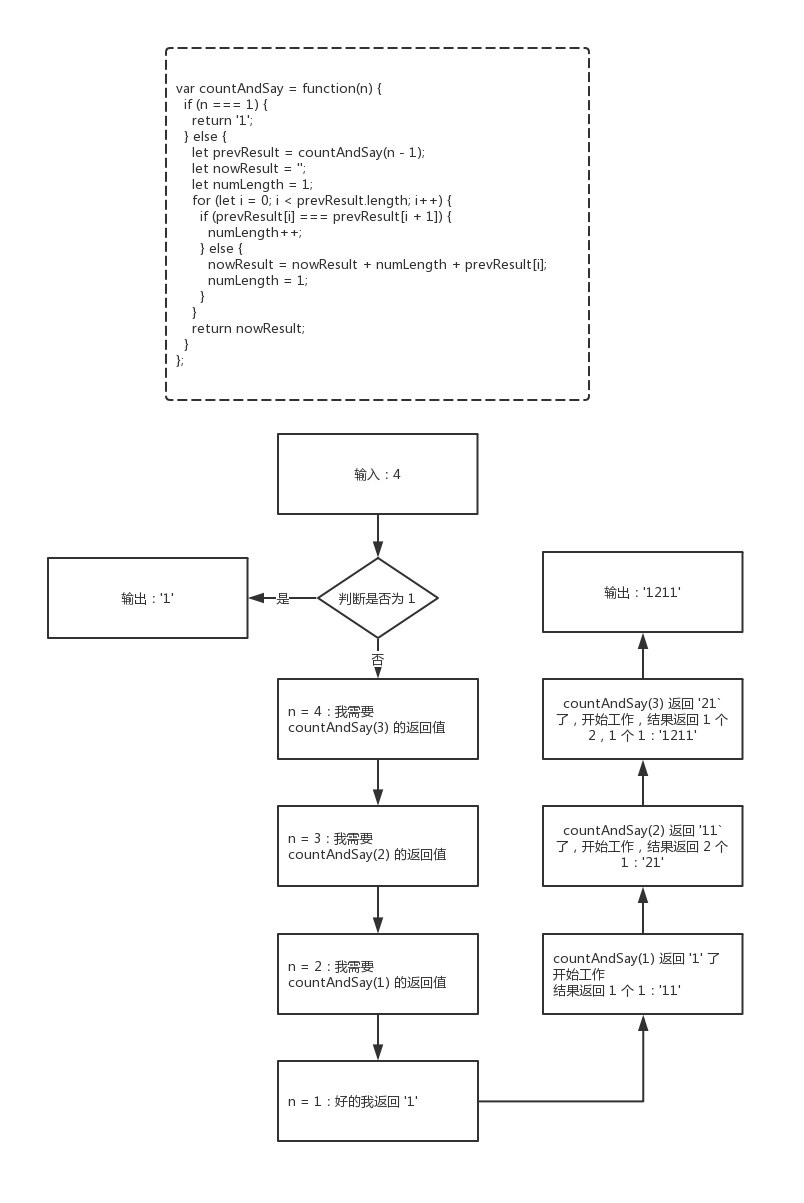 var countAndSay = function(n) {
  if (n === 1) {
    return '1';
  } else {
    let prevResult = countAndSay(n - 1);
    let nowResult = '';
    let numLength = 1;
    for (let i = 0; i < prevResult.length; i++) {
      if (prevResult[i] === prevResult[i + 1]) {
        numLength++;
      } else {
        nowResult = nowResult + numLength + prevResult[i];
        numLength = 1;
      }
    }
    return nowResult;
  }
};
输入：4
判断是否为 1
是
输出：'1'
否
n = 4：我需要
countAndSay(3) 的返回值
n = 3：我需要
countAndSay(2) 的返回值
n = 2：我需要
countAndSay(1) 的返回值
n = 1：好的我返回 '1'
countAndSay(1) 返回 '1' 了
开始工作
结果返回 1 个 1：'11'
countAndSay(2) 返回 '11`
了，开始工作，结果返回 2 个
1：'21'
countAndSay(3) 返回 '21`
了，开始工作，结果返回 1 个
2，1 个 1：'1211'
输出：'1211'